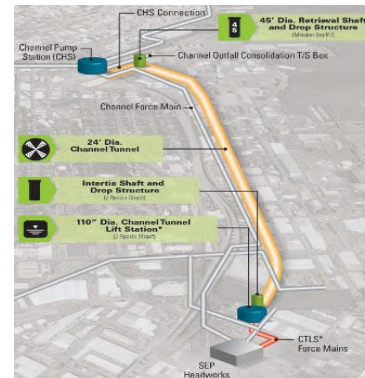 CHS Connection
45' Dia. Retrieval Shaft
and Drop Structure
Channel Pump
Station (CHS)
Channel Outfall Consolidation T/S Box
Channel Force Main
24' Dia.
Channel Tunnel
Intertie Shaft and
Drop Structure
110" Dia. Channel Tunnel
Lift Station*
CTLS*
Force Mains
SEP
Headworks